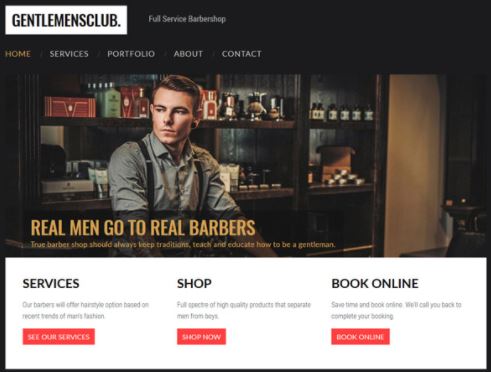 GENTLEMENSCLUB.
Full Service Barbershop
HOME / SERVICES / PORTFOLIO / ABOUT / CONTACT
REAL MEN GO TO REAL BARBERS
True barber shop should always keep traditions, teach and educate how to be a gentleman.
SERVICES
Our barbers will offer hairstyle option based on
recent trends of man's fashion.
SEE OUR SERVICES
SHOP
Full spectre of high quality products that separate
men from boys.
SHOP NOW
BOOK ONLINE
Save time and book online. We'll call you back to
complete your booking.
BOOK ONLINE